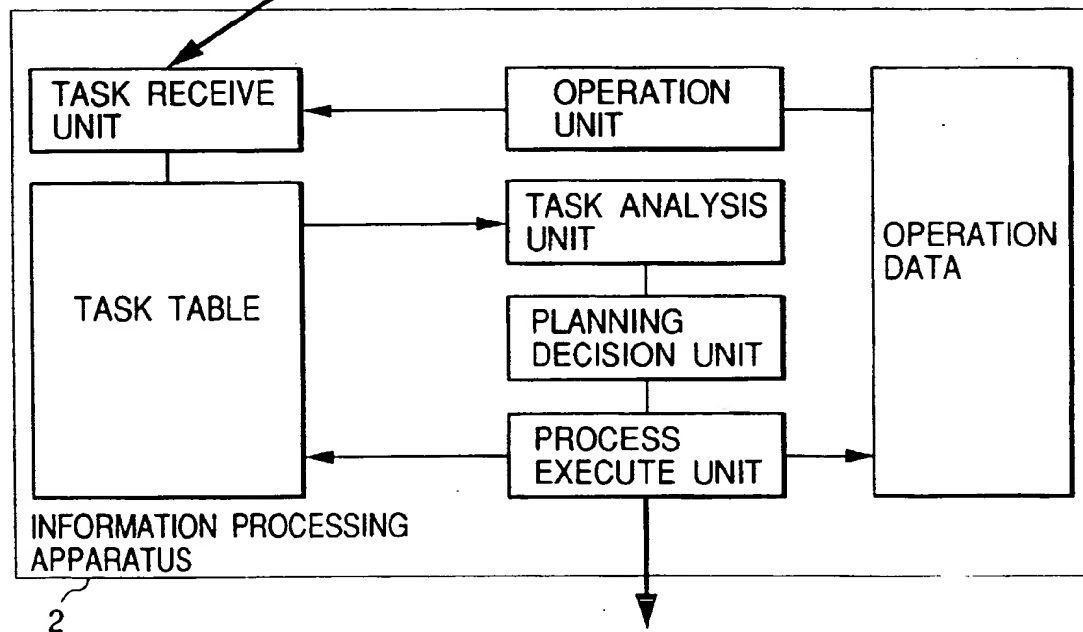 TASK RECEIVE
UNIT
OPERATION
UNIT
TASK ANALYSIS
UNIT
OPERATION
DATA
TASK TABLE
PLANNING
DECISION UNIT
PROCESS
EXECUTE UNIT
INFORMATION PROCESSING
APPARATUS
2